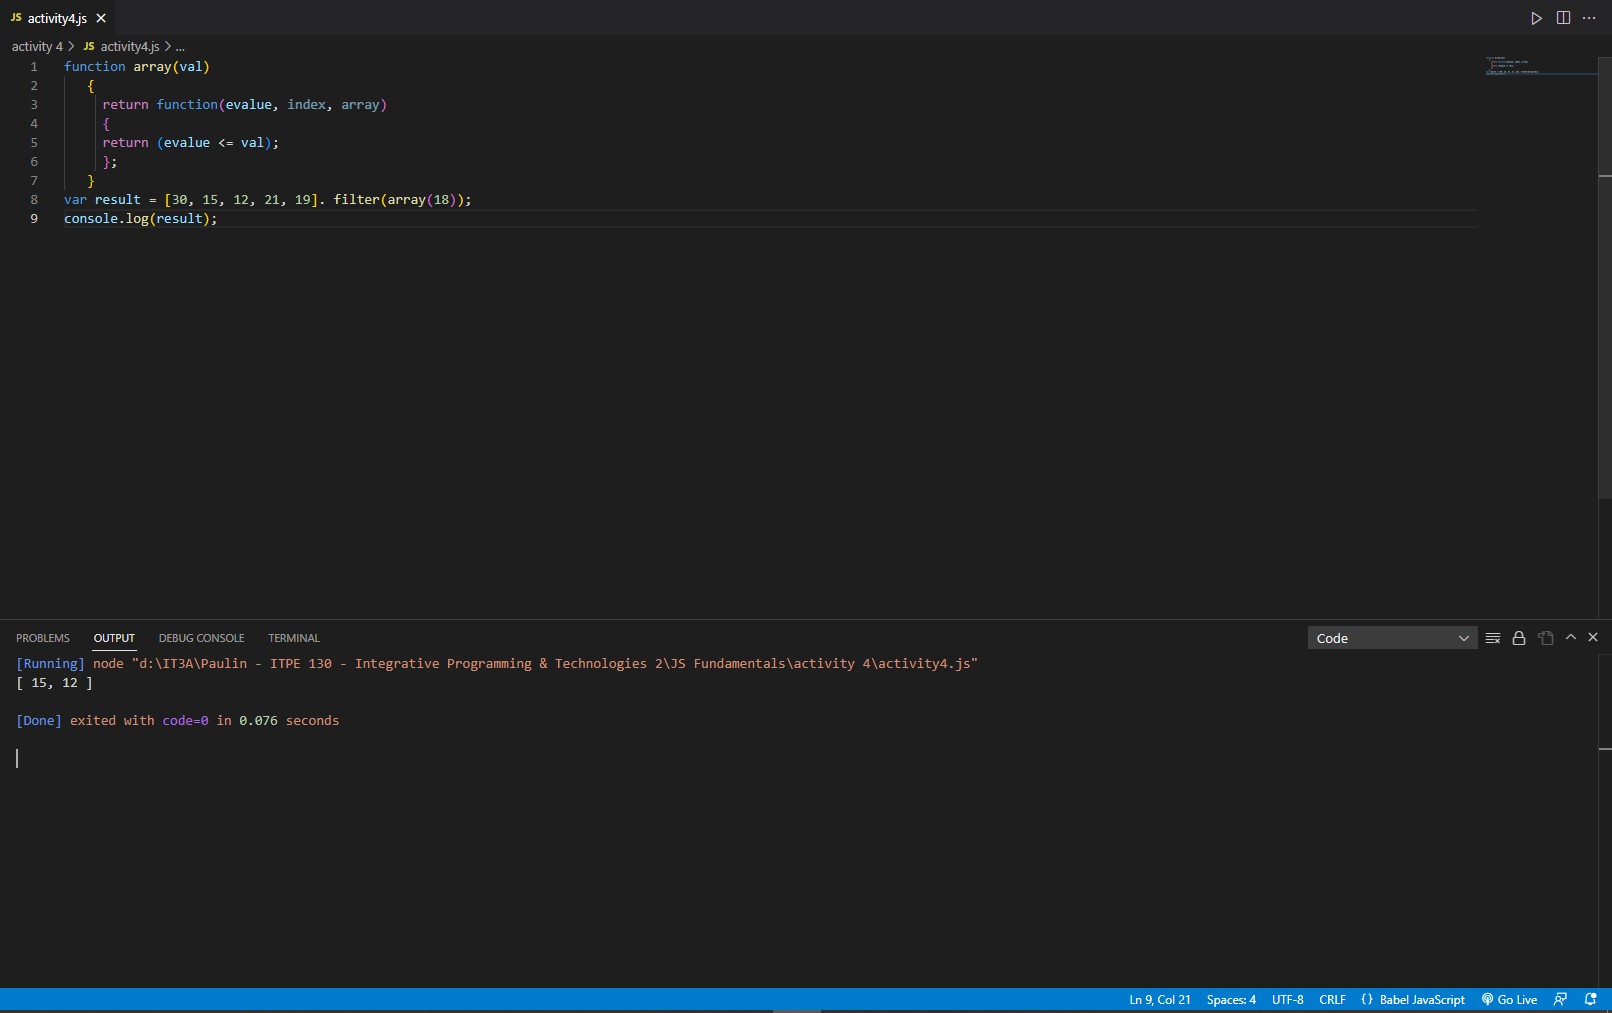 JS activity4.js
activity 4 > JS activity4.js > ...
1 function array(val)
2 {
3 return function(evalue, index, array)
4 {
5 return (evalue <= val);
6 };
7 }
8 var result = [30, 15, 12, 21, 19]. filter(array(18));
9 console.log(result);
PROBLEMS OUTPUT DEBUG CONSOLE TERMINAL Code
[Running] node "d:\IT3A\Paulin - ITPE 130 - Integrative Programming & Technologies 2\JS Fundamentals\activity 4\activity4.js"
[ 15, 12 ]
[Done] exited with code=0 in 0.076 seconds
Ln 9, Col 21 Spaces: 4 UTF-8 CRLF {} Babel JavaScript Go Live